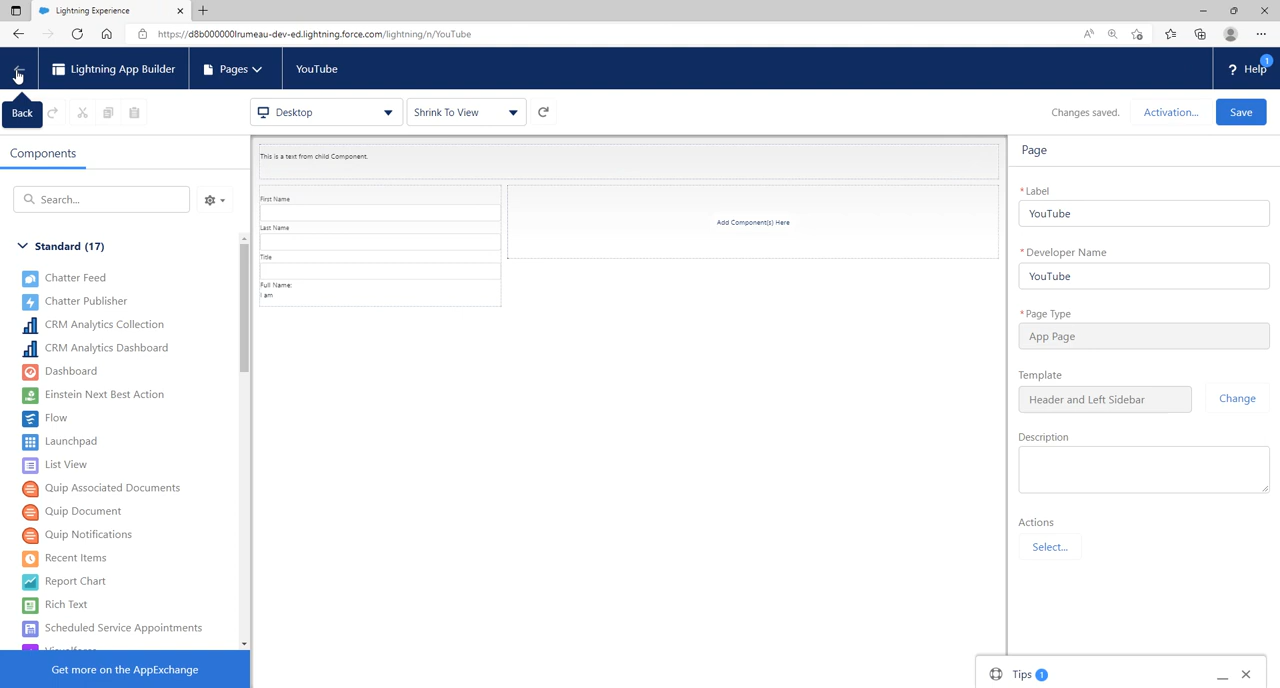 Lightning Experience
https://d8b000000lrumeau-dev-ed.lightning.force.com/lightning/n/YouTube
Lightning App Builder
Pages
YouTube
? Help
1
Back
Desktop
Shrink To View
Changes saved.
Activation...
Save
Components
Search...
Standard (17)
Chatter Feed
Chatter Publisher
CRM Analytics Collection
CRM Analytics Dashboard
Dashboard
Einstein Next Best Action
Flow
Launchpad
List View
Quip Associated Documents
Quip Document
Quip Notifications
Recent Items
Report Chart
Rich Text
Scheduled Service Appointments
Get more on the AppExchange
This is a text from child Component.
First Name
Last Name
Title
Full Name:
I am
Add Component(s) Here
Page
* Label
YouTube
* Developer Name
YouTube
* Page Type
App Page
Template
Header and Left Sidebar
Change
Description
Actions
Select...
Tips 1